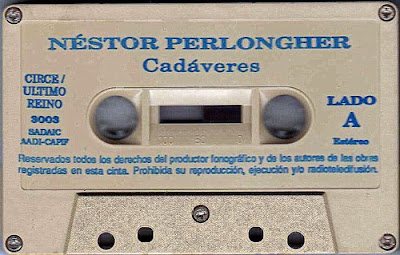 NÉSTOR PERLONGHER
Cadáveres
CIRCE/
ULTIMO
REINO
3003
SADAIC
AADI-CAPIF
LADO
A
Estéreo
Reservados todos los derechos del productor fonográfico y de los autores de las obras
registradas en esta cinta. Prohibida su reproducción, ejecución y/o radioteledifusión.